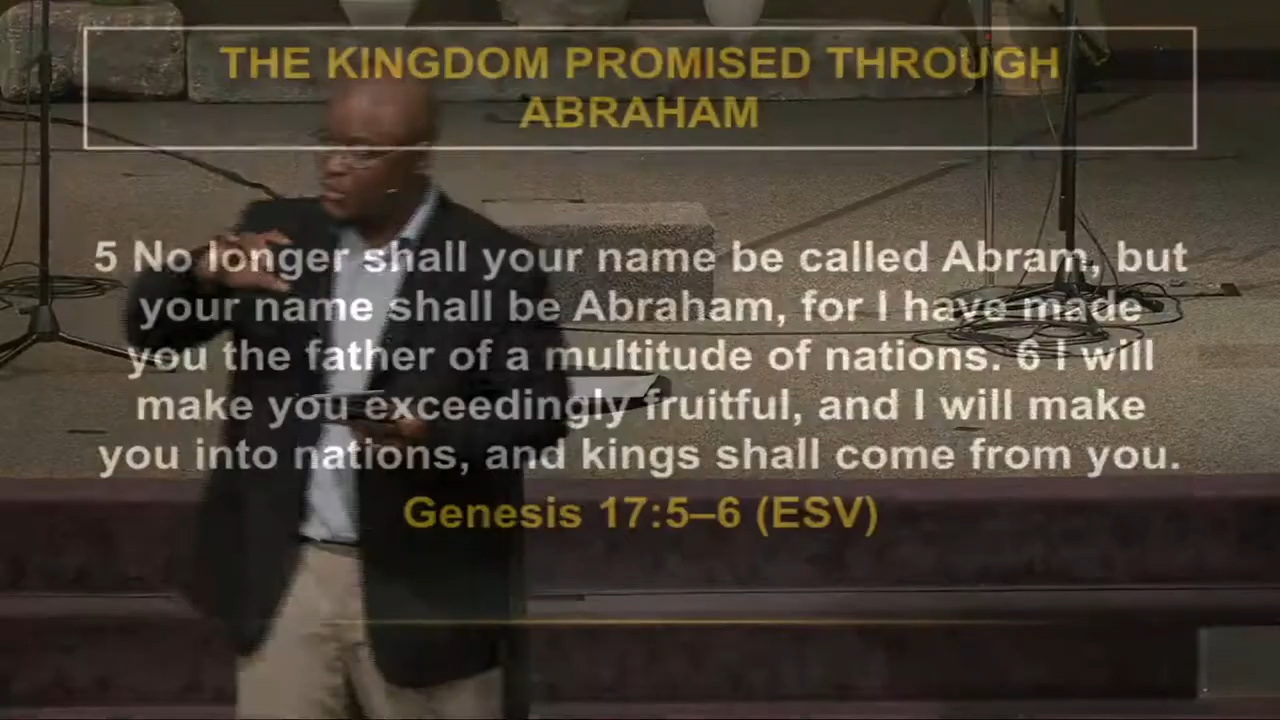 THE KINGDOM PROMISED THROUGH
ABRAHAM
5 No longer shall your name be called Abram, but
your name shall be Abraham, for I have made
you the father of a multitude of nations. 6 I will
make you exceedingly fruitful, and I will make
you into nations, and kings shall come from you.
Genesis 17:5–6 (ESV)